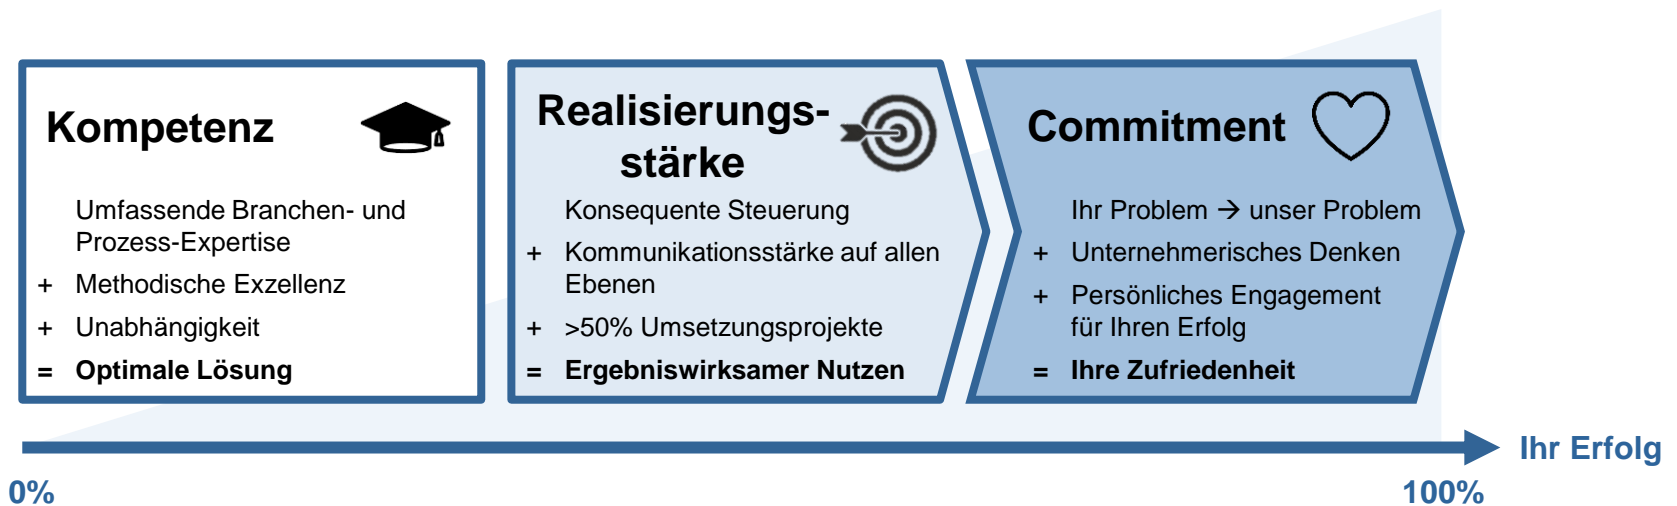 Kompetenz
Umfassende Branchen- und
Prozess-Expertise
+ Methodische Exzellenz
+ Unabhängigkeit
= Optimale Lösung
Realisierungs-
stärke
Konsequente Steuerung
+ Kommunikationsstärke auf allen
Ebenen
+ >50% Umsetzungsprojekte
= Ergebniswirksamer Nutzen
Commitment
Ihr Problem → unser Problem
+ Unternehmerisches Denken
+ Persönliches Engagement
für Ihren Erfolg
= Ihre Zufriedenheit
Ihr Erfolg
0%
100%